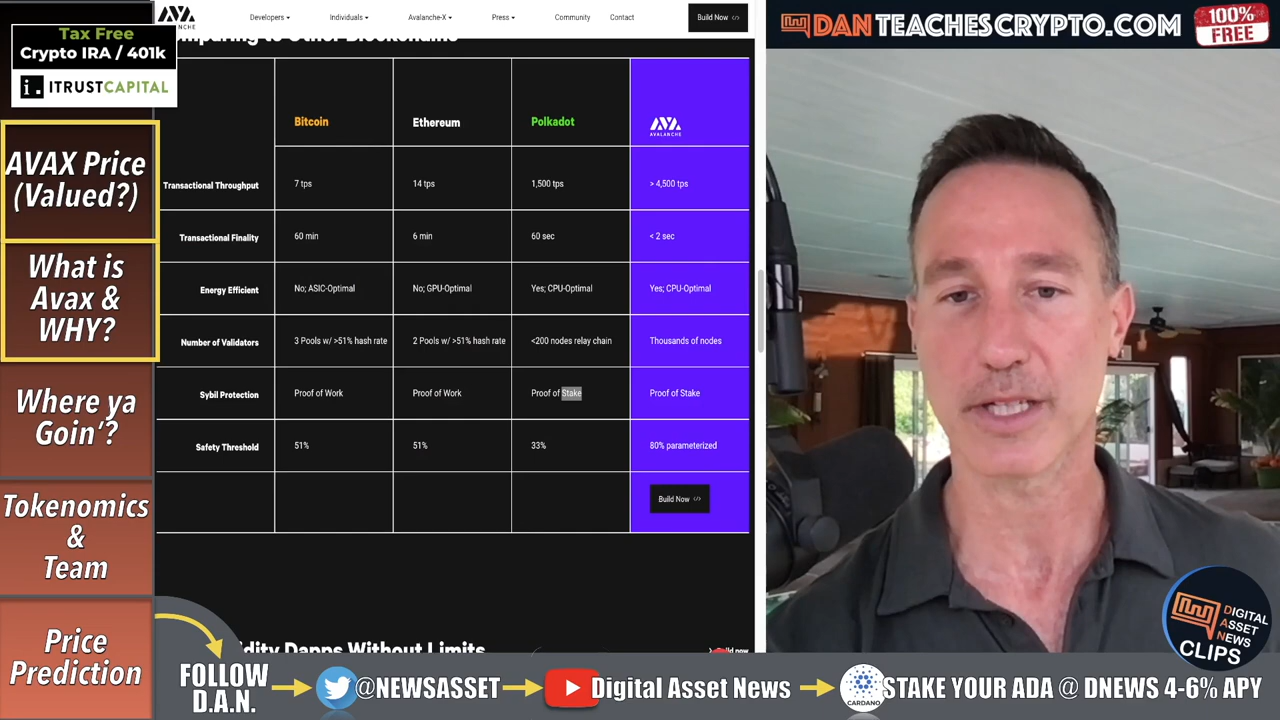 Tax Free
Crypto IRA / 401k
i.
ITRUSTCAPITAL
AVALANCHE
Developers
Individuals
Avalanche-X
Press
Community
Contact
Build Now </>
Comparing to Other Blockchains
Bitcoin
Ethereum
Polkadot
AVALANCHE
Transactional Throughput
7 tps
14 tps
1,500 tps
> 4,500 tps
Transactional Finality
60 min
6 min
60 sec
< 2 sec
Energy Efficient
No; ASIC-Optimal
No; GPU-Optimal
Yes; CPU-Optimal
Yes; CPU-Optimal
Number of Validators
3 Pools w/ >51% hash rate
2 Pools w/ >51% hash rate
<200 nodes relay chain
Thousands of nodes
Sybil Protection
Proof of Work
Proof of Work
Proof of Stake
Proof of Stake
Safety Threshold
51%
51%
33%
80% parameterized
Build Now </>
Dapps Without Limits
AVAX Price
(Valued?)
What is
Avax &
WHY?
Where ya
Goin'?
Tokenomics
&
Team
Price
Prediction
DANTEACHESCRYPTO.COM
100%
FREE
DIGITAL
ASSET
NEWS
CLIPS
FOLLOW
D.A.N.
@NEWSASSET
Digital Asset News
CARDANO
STAKE YOUR ADA @ DNEWS 4-6% APY